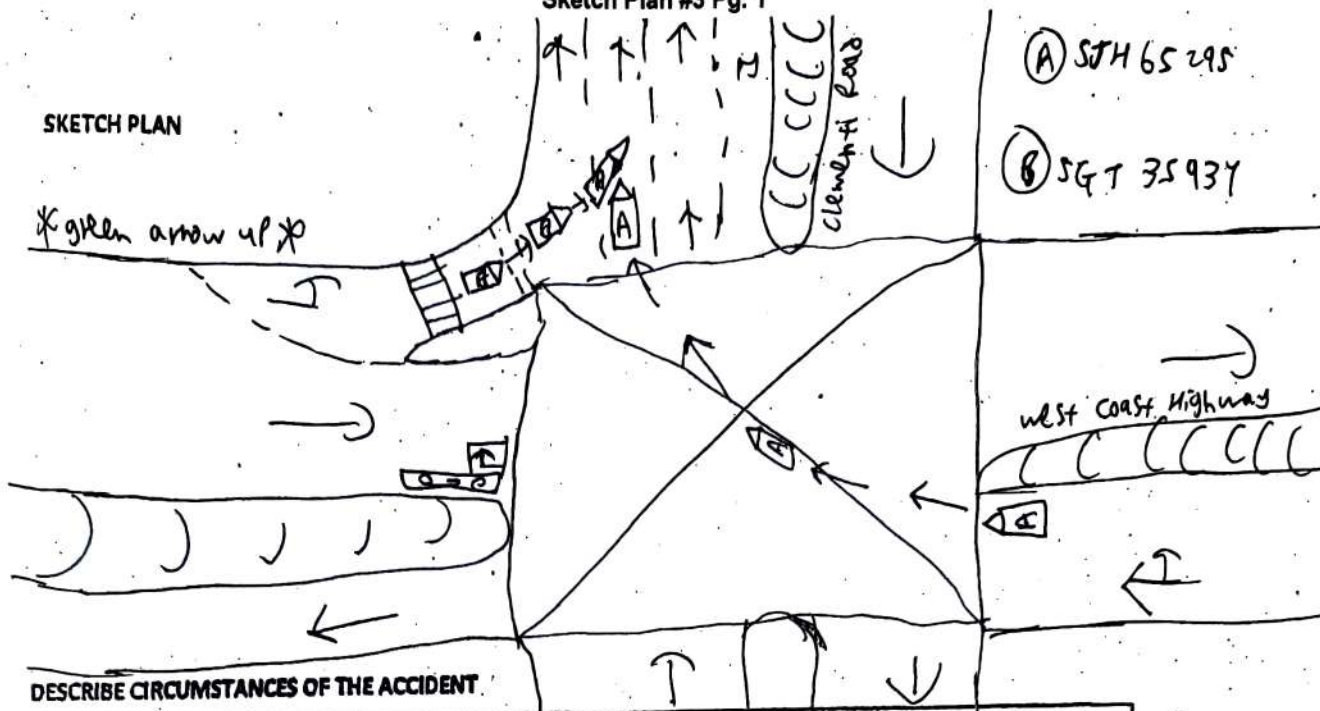 Sketch Plan #3 Pg. 1
SKETCH PLAN
*green arrow up*
Clementi Road
(A) SJH 6529S
(B) SGT 3593Y
A
B
B
B
A
west Coast Highway
A
A
DESCRIBE CIRCUMSTANCES OF THE ACCIDENT